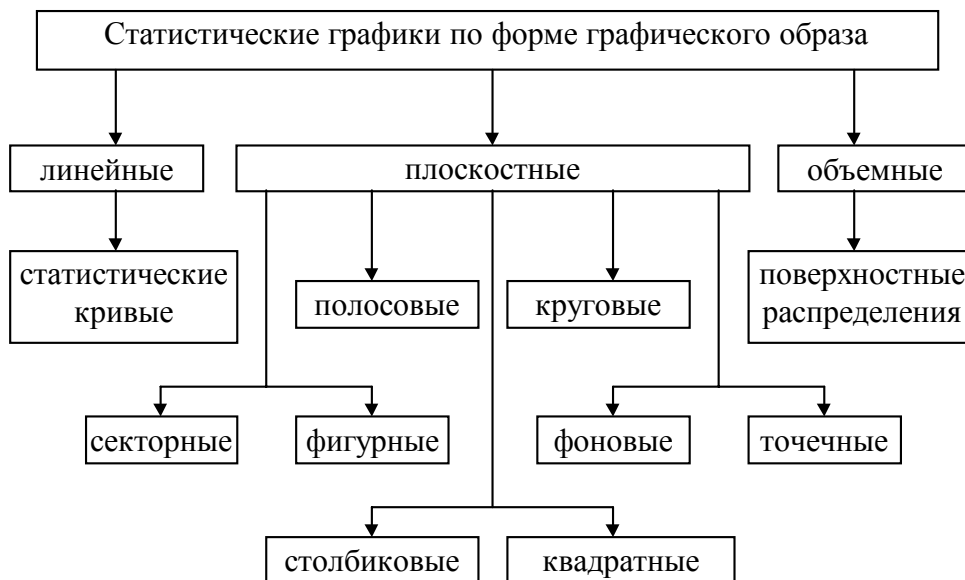 Статистические графики по форме графического образа
линейные
плоскостные
объемные
статистические
кривые
полосовые
круговые
поверхностные
распределения
секторные
фигурные
фоновые
точечные
столбиковые
квадратные